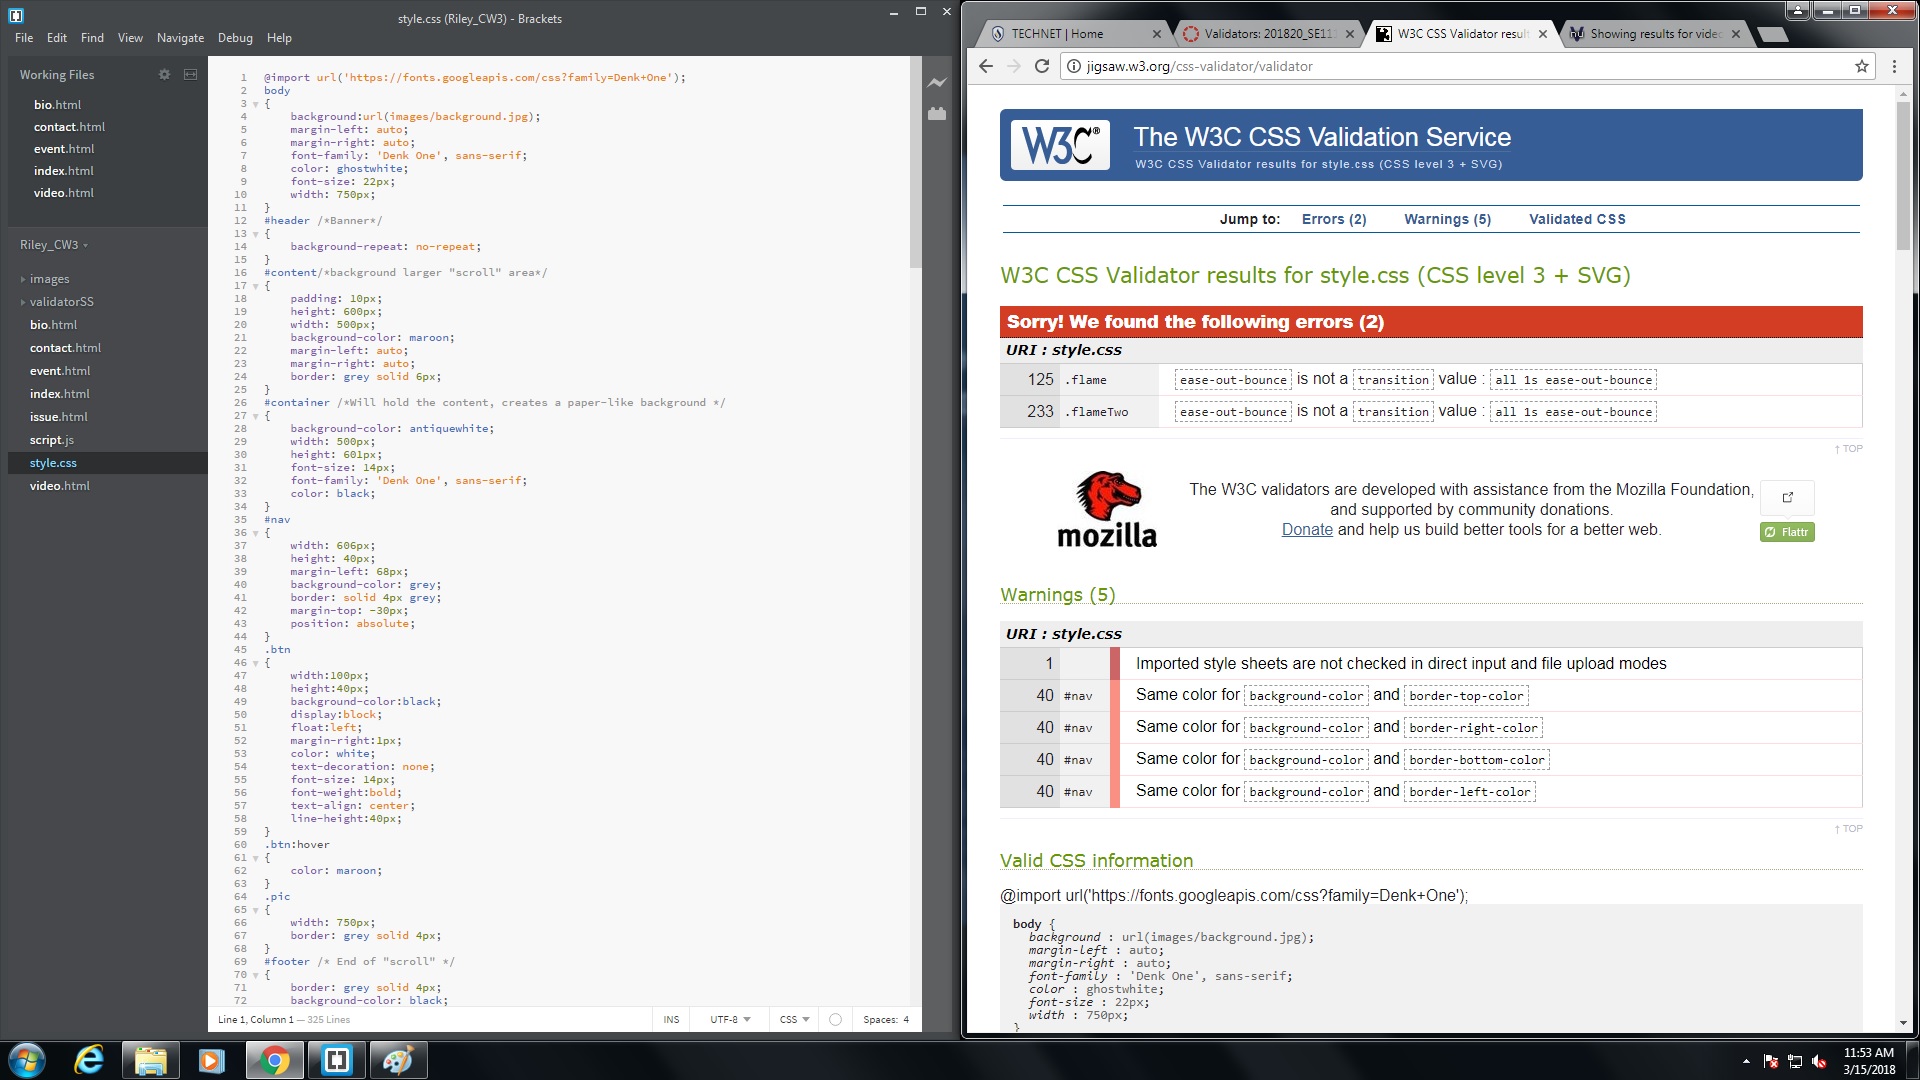 style.css (Riley_CW3) - Brackets
File Edit Find View Navigate Debug Help
Working Files
bio.html
contact.html
event.html
index.html
video.html
Riley_CW3
images
validatorSS
bio.html
contact.html
event.html
index.html
issue.html
script.js
style.css
video.html
1 @import url('https://fonts.googleapis.com/css?family=Denk+One');
2 body
3 {
4 background:url(images/background.jpg);
5 margin-left: auto;
6 margin-right: auto;
7 font-family: 'Denk One', sans-serif;
8 color: ghostwhite;
9 font-size: 22px;
10 width: 750px;
11 }
12 #header /*Banner*/
13 {
14 background-repeat: no-repeat;
15 }
16 #content/*background larger "scroll" area*/
17 {
18 padding: 10px;
19 height: 600px;
20 width: 500px;
21 background-color: maroon;
22 margin-left: auto;
23 margin-right: auto;
24 border: grey solid 6px;
25 }
26 #container /*Will hold the content, creates a paper-like background */
27 {
28 background-color: antiquewhite;
29 width: 500px;
30 height: 601px;
31 font-size: 14px;
32 font-family: 'Denk One', sans-serif;
33 color: black;
34 }
35 #nav
36 {
37 width: 606px;
38 height: 40px;
39 margin-left: 68px;
40 background-color: grey;
41 border: solid 4px grey;
42 margin-top: -30px;
43 position: absolute;
44 }
45 .btn
46 {
47 width:100px;
48 height:40px;
49 background-color:black;
50 display:block;
51 float:left;
52 margin-right:1px;
53 color: white;
54 text-decoration: none;
55 font-size: 14px;
56 font-weight:bold;
57 text-align: center;
58 line-height:40px;
59 }
60 .btn:hover
61 {
62 color: maroon;
63 }
64 .pic
65 {
66 width: 750px;
67 border: grey solid 4px;
68 }
69 #footer /* End of "scroll" */
70 {
71 border: grey solid 4px;
72 background-color: black;
Line 1, Column 1 — 325 Lines INS UTF-8 CSS Spaces: 4
TECHNET | Home Validators: 201820_SE11 W3C CSS Validator result Showing results for video
jigsaw.w3.org/css-validator/validator
W3C® The W3C CSS Validation Service
W3C CSS Validator results for style.css (CSS level 3 + SVG)
Jump to: Errors (2) Warnings (5) Validated CSS
W3C CSS Validator results for style.css (CSS level 3 + SVG)
Sorry! We found the following errors (2)
URI : style.css
125 .flame ease-out-bounce is not a transition value : all 1s ease-out-bounce
233 .flameTwo ease-out-bounce is not a transition value : all 1s ease-out-bounce
↑ TOP
mozilla
The W3C validators are developed with assistance from the Mozilla Foundation,
and supported by community donations.
Donate and help us build better tools for a better web.
Flattr
Warnings (5)
URI : style.css
1 Imported style sheets are not checked in direct input and file upload modes
40 #nav Same color for background-color and border-top-color
40 #nav Same color for background-color and border-right-color
40 #nav Same color for background-color and border-bottom-color
40 #nav Same color for background-color and border-left-color
↑ TOP
Valid CSS information
@import url('https://fonts.googleapis.com/css?family=Denk+One');
body {
background : url(images/background.jpg);
margin-left : auto;
margin-right : auto;
font-family : 'Denk One', sans-serif;
color : ghostwhite;
font-size : 22px;
width : 750px;
}
11:53 AM
3/15/2018